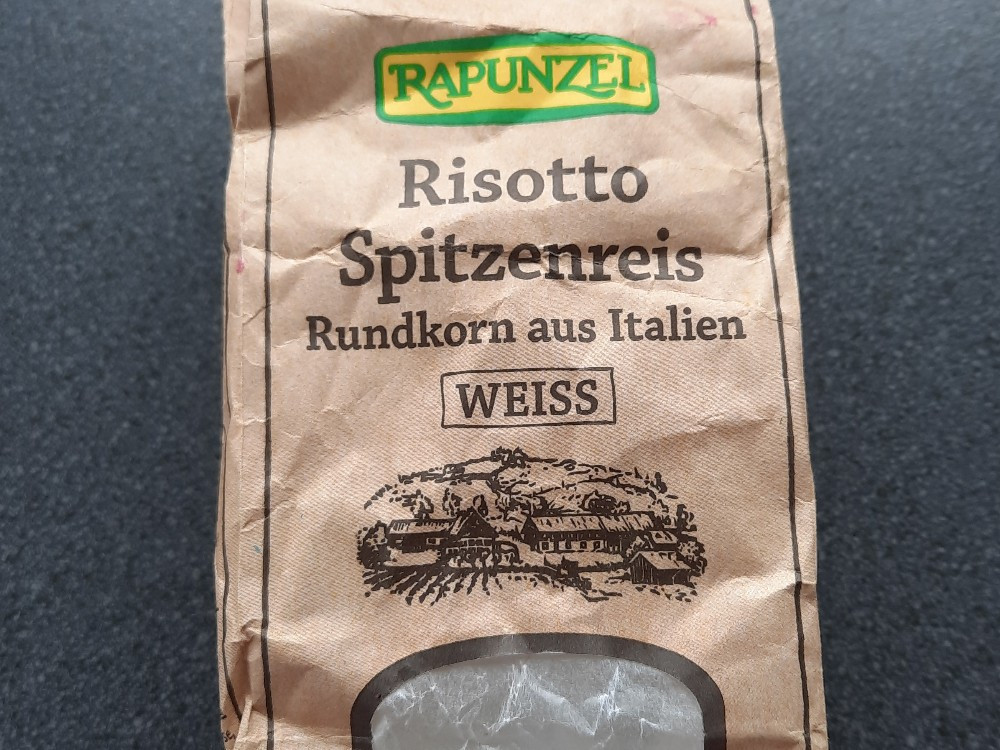 RAPUNZEL
Risotto
Spitzenreis
Rundkorn aus Italien
WEISS